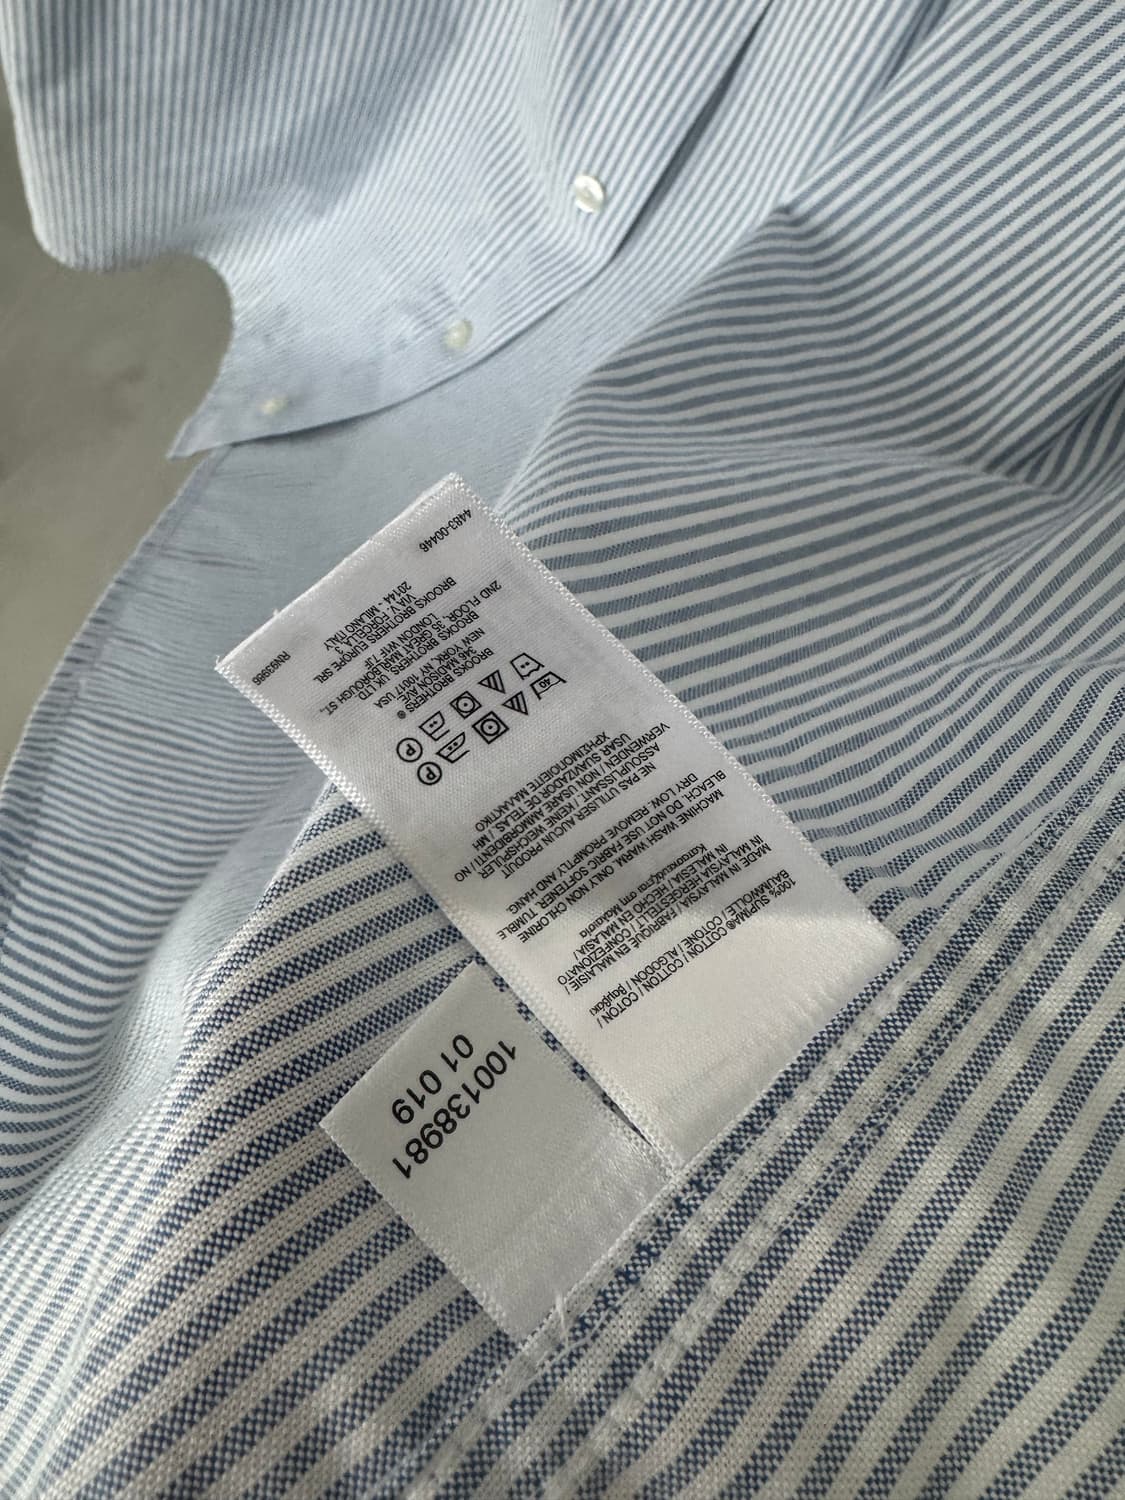 100% SUPIMA® COTTON / COTTON / COTON /
BAUMWOLLE / COTONE / ALGODON / βαμβάκι
MADE IN MALAYSIA / FABRIQUE EN MALAISIE /
IN MALAYSIA HERGESTELLT / CONFEZIONATO
IN MALESIA / HECHO EN MALASIA /
Κατασκευάζεται στη Μαλαισία
MACHINE WASH WARM. ONLY NON CHLORINE
BLEACH. DO NOT USE FABRIC SOFTENER. TUMBLE
DRY LOW. REMOVE PROMPTLY AND HANG
NE PAS UTILISER AUCUN PRODUIT
ASSOUPLISSANT / KEINE WEICHSPULER
VERWENDEN / NON USARE AMMORBIDENTI / NO
USAR SUAVIZADOR DE TELAS / MH
ΧΡΗΣΙΜΟΠΟΙΕΙΤΕ ΜΑΛΑΚΤΙΚΟ
40 P
P
BROOKS BROTHERS ®
346 MADISON AVE
NEW YORK, NY 10017 USA
BROOKS BROTHERS, UK LTD
2ND FLOOR, 35 GREAT MARLBOROUGH ST,
LONDON W1F 7JF
BROOKS BROTHERS EUROPE SRL
VIA V. FORCELLA 3
20144 - MILANO ITALY
4483-00446
10013898​1
01 019